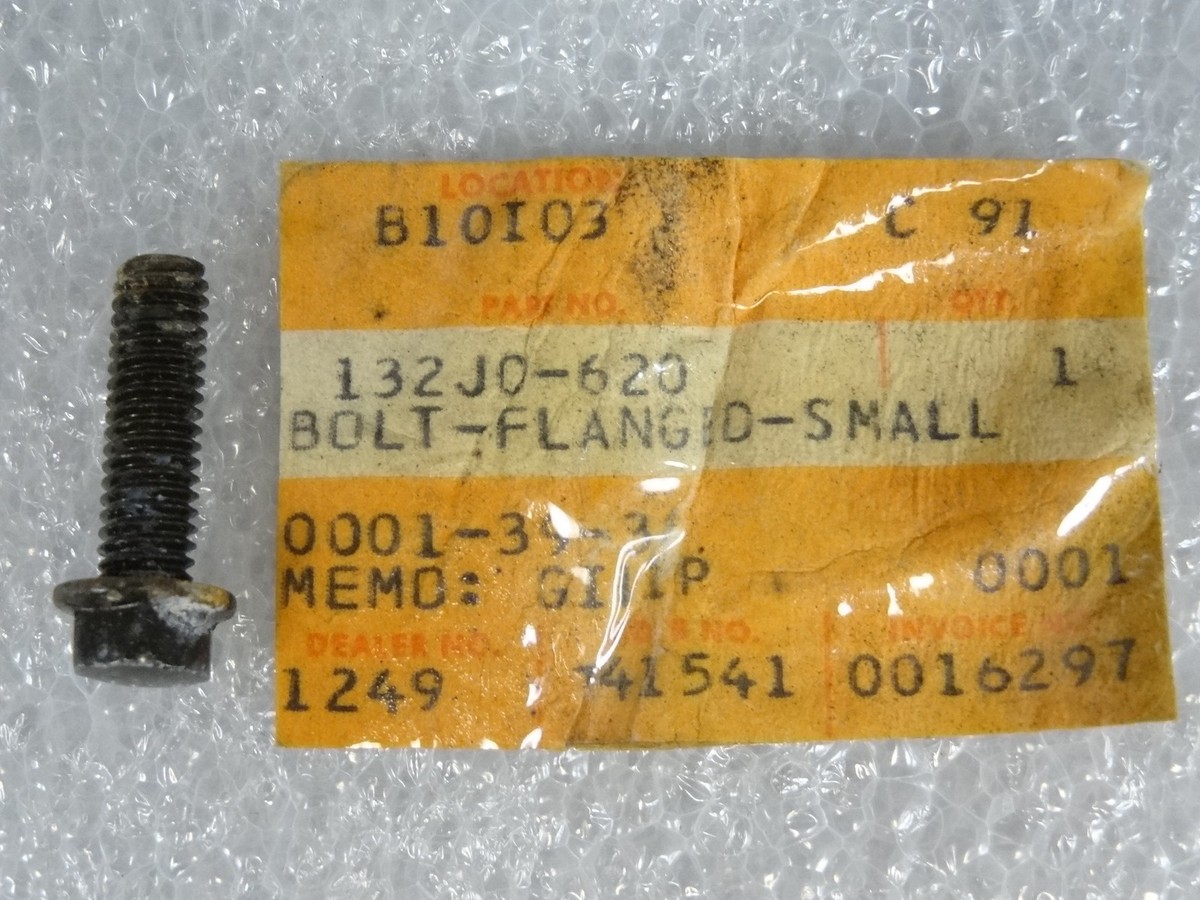 LOCATION
B10I03 C 91
PART NO. QTY.
132J0-620 1
BOLT-FLANGED-SMALL
MEMO: 0001
DEALER NO. NO. INVOICE
1249 41541 0016297